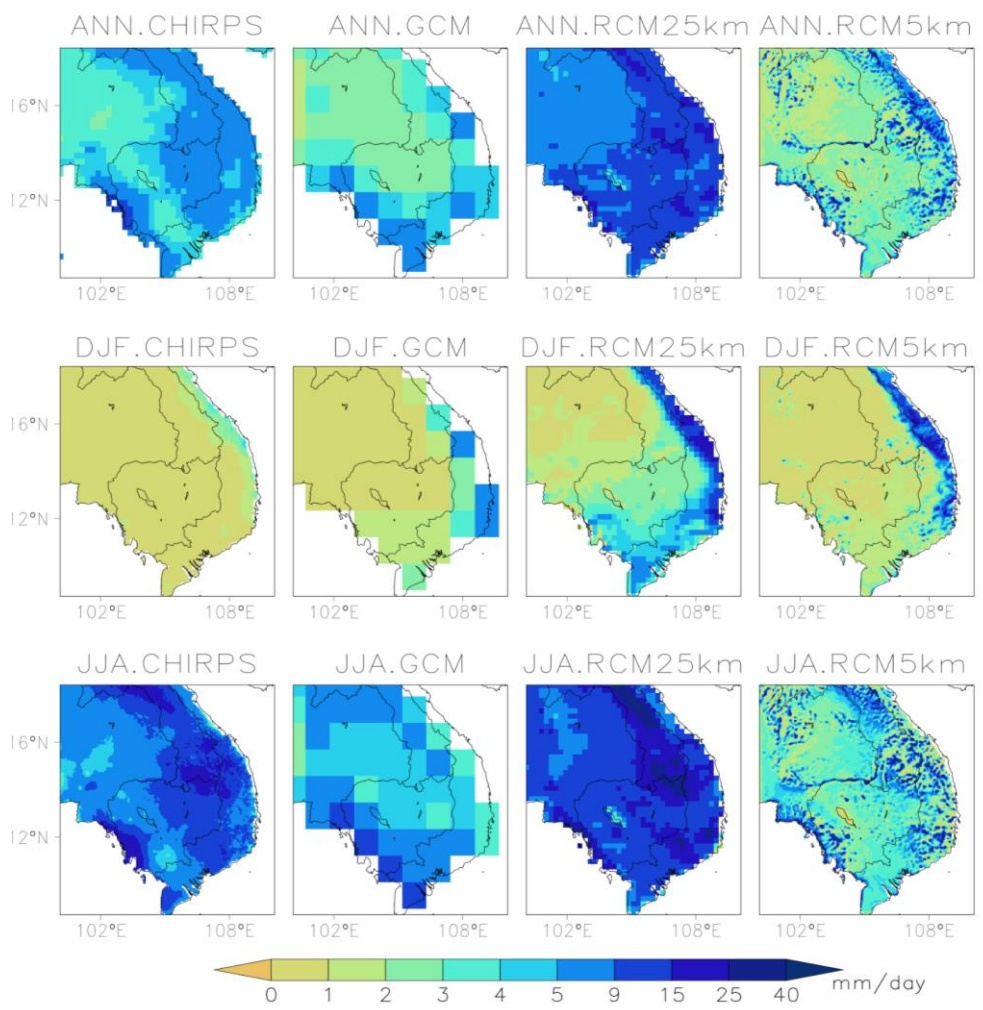 ANN.CHIRPS ANN.GCM ANN.RCM25km ANN.RCM5km
16°N
12°N
102°E 108°E 102°E 108°E 102°E 108°E 102°E 108°E
DJF.CHIRPS DJF.GCM DJF.RCM25km DJF.RCM5km
16°N
12°N
102°E 108°E 102°E 108°E 102°E 108°E 102°E 108°E
JJA.CHIRPS JJA.GCM JJA.RCM25km JJA.RCM5km
16°N
12°N
102°E 108°E 102°E 108°E 102°E 108°E 102°E 108°E
0 1 2 3 4 5 9 15 25 40 mm/day